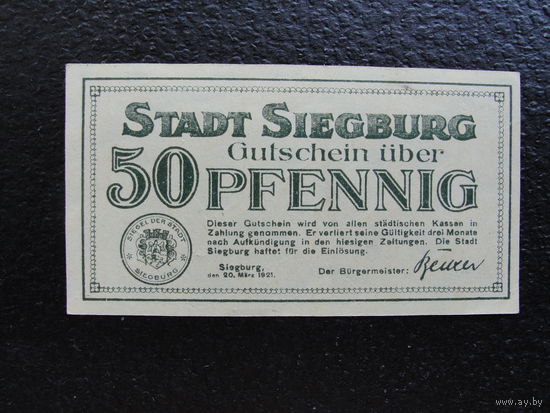 STADT SIEGBURG
Gutschein über
50 PFENNIG
Dieser Gutschein wird von allen städtischen Kassen in
Zahlung genommen. Er verliert seine Gültigkeit drei Monate
nach Aufkündigung in den hiesigen Zeitungen. Die Stadt
Siegburg haftet für die Einlösung.
SIEGEL DER STADT
SIEGBURG
Siegburg,
den 20. März 1921.
Der Bürgermeister:
www.ay.by